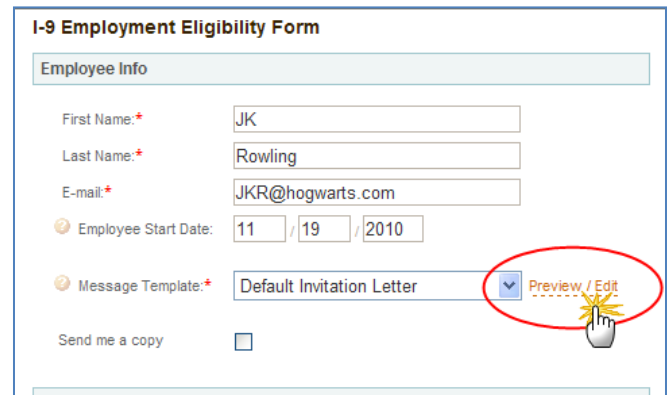 I-9 Employment Eligibility Form
Employee Info
First Name:* JK
Last Name:* Rowling
E-mail:* JKR@hogwarts.com
Employee Start Date: 11 / 19 / 2010
Message Template:* Default Invitation Letter Preview / Edit
Send me a copy